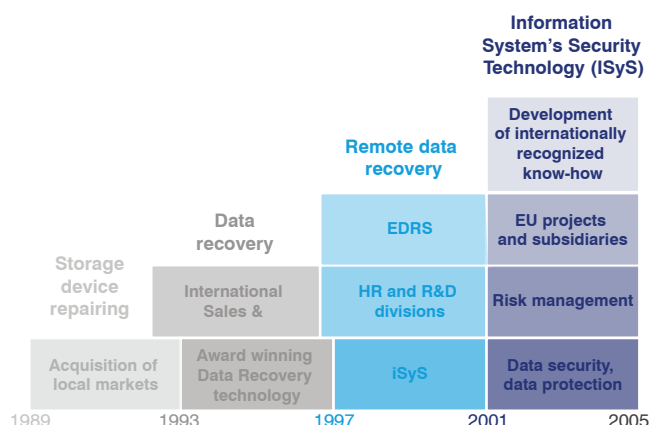 Information
System's Security
Technology (ISyS)
Development
of internationally
recognized
know-how
Remote data
recovery
EDRS
EU projects
and subsidiaries
Data
recovery
Storage
device
repairing
International
Sales &
HR and R&D
divisions
Risk management
Acquisition of
local markets
Award winning
Data Recovery
technology
iSyS
Data security,
data protection
1989
1993
1997
2001
2005